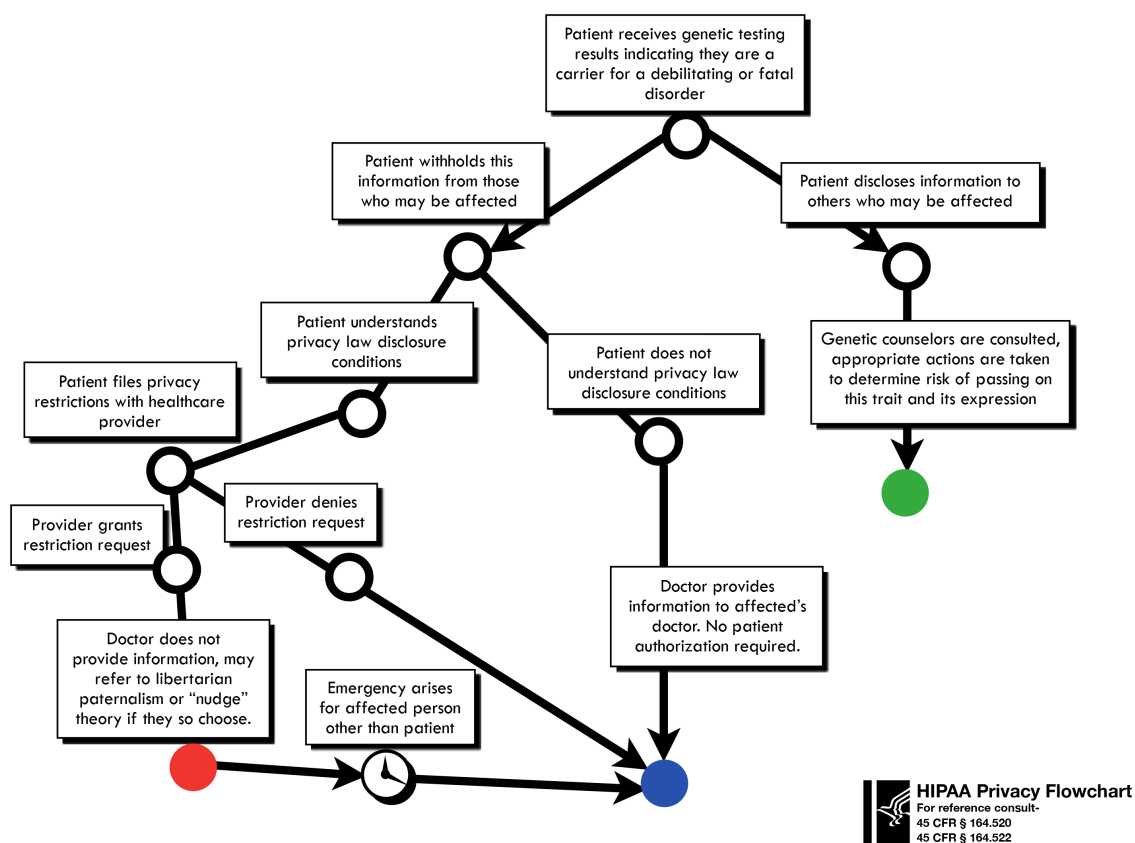 Patient receives genetic testing
results indicating they are a
carrier for a debilitating or fatal
disorder
Patient withholds this
information from those
who may be affected
Patient discloses information to
others who may be affected
Patient understands
privacy law disclosure
conditions
Patient does not
understand privacy law
disclosure conditions
Genetic counselors are consulted,
appropriate actions are taken
to determine risk of passing on
this trait and its expression
Patient files privacy
restrictions with healthcare
provider
Provider grants
restriction request
Provider denies
restriction request
Doctor does not
provide information, may
refer to libertarian
paternalism or “nudge”
theory if they so choose.
Emergency arises
for affected person
other than patient
Doctor provides
information to affected’s
doctor. No patient
authorization required.
HIPAA Privacy Flowchart
For reference consult-
45 CFR § 164.520
45 CFR § 164.522